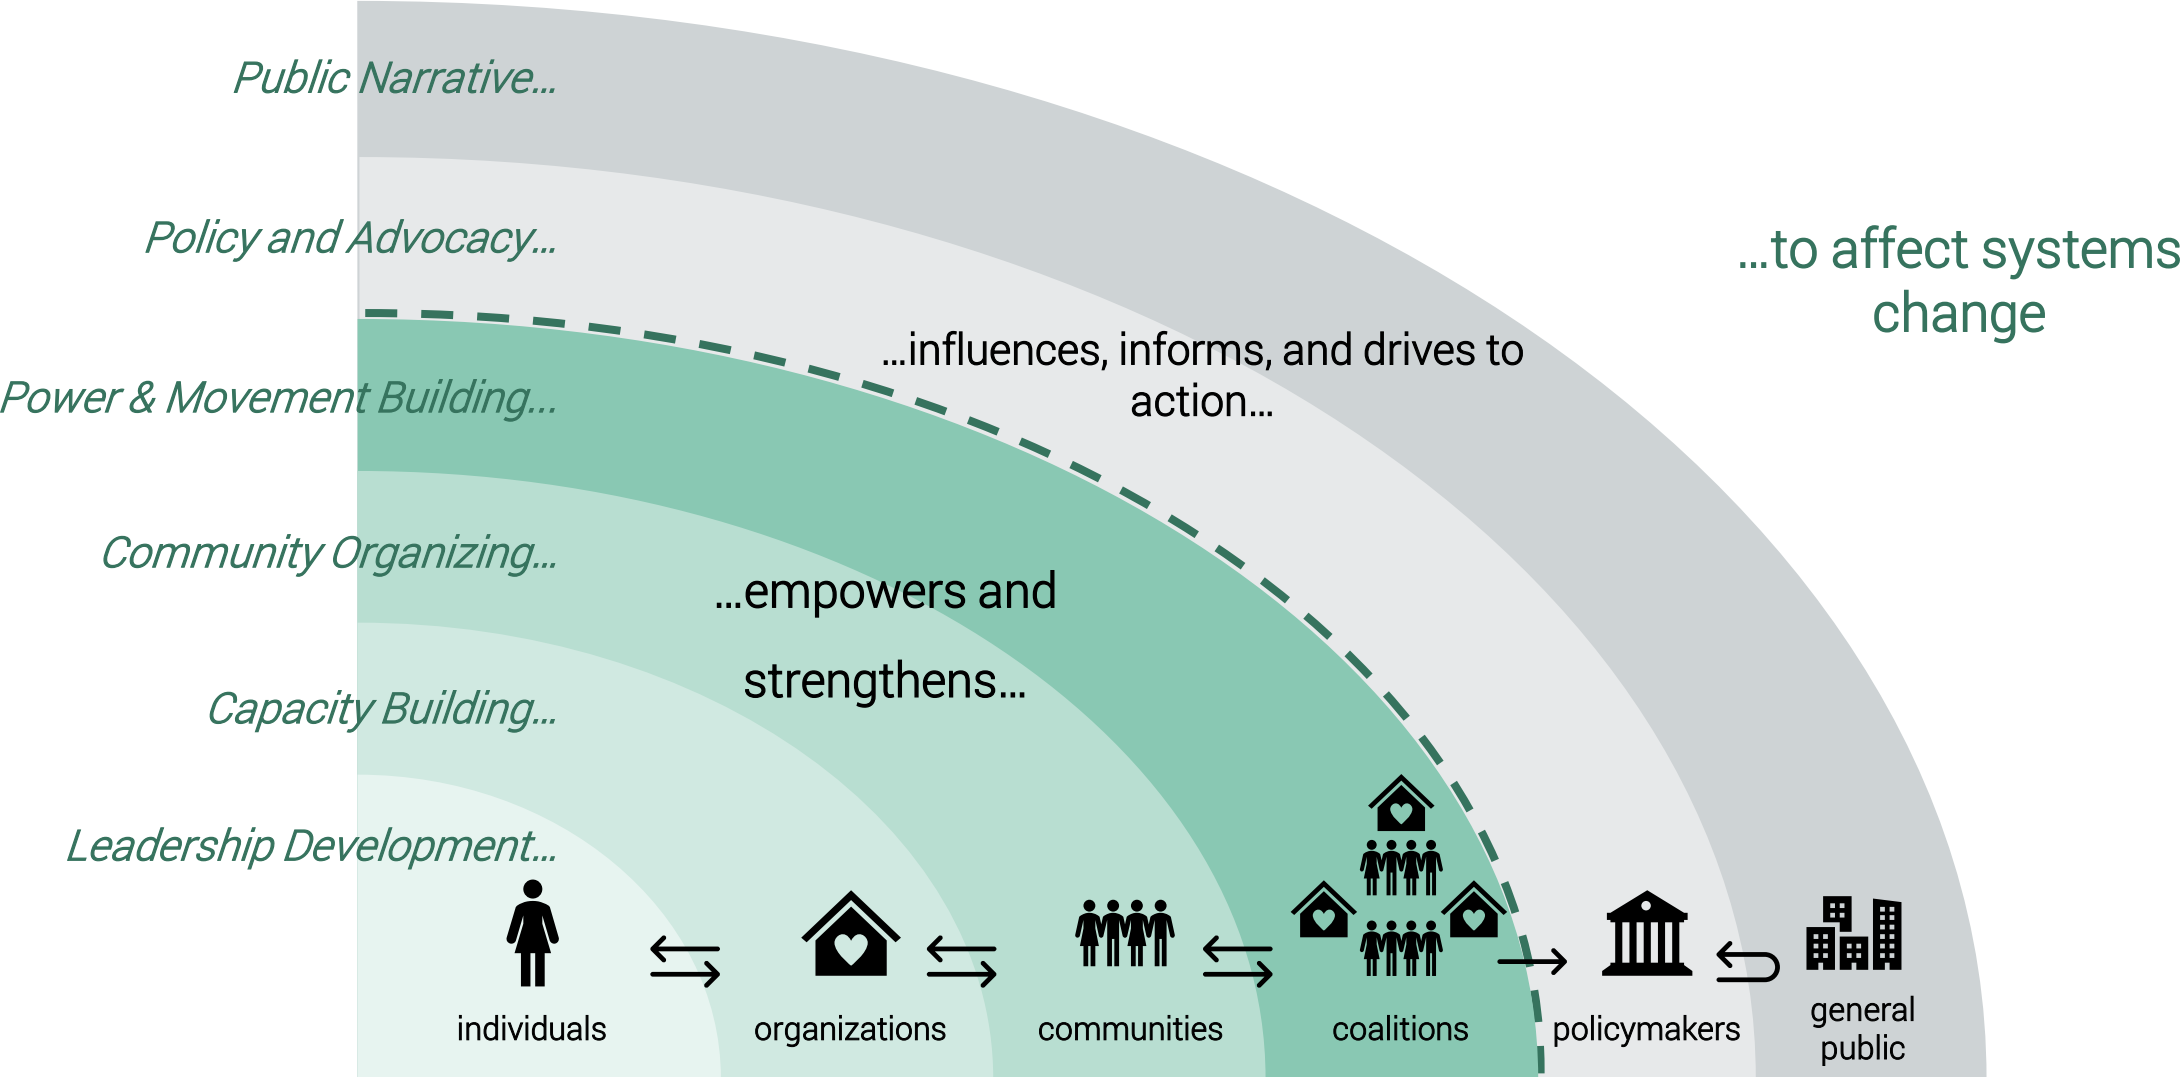 Public Narrative...
Policy and Advocacy...
...to affect systems
change
...influences, informs, and drives to
action...
Power & Movement Building...
Community Organizing...
...empowers and
strengthens...
Capacity Building...
Leadership Development...
individuals
organizations
communities
coalitions
policymakers
general
public